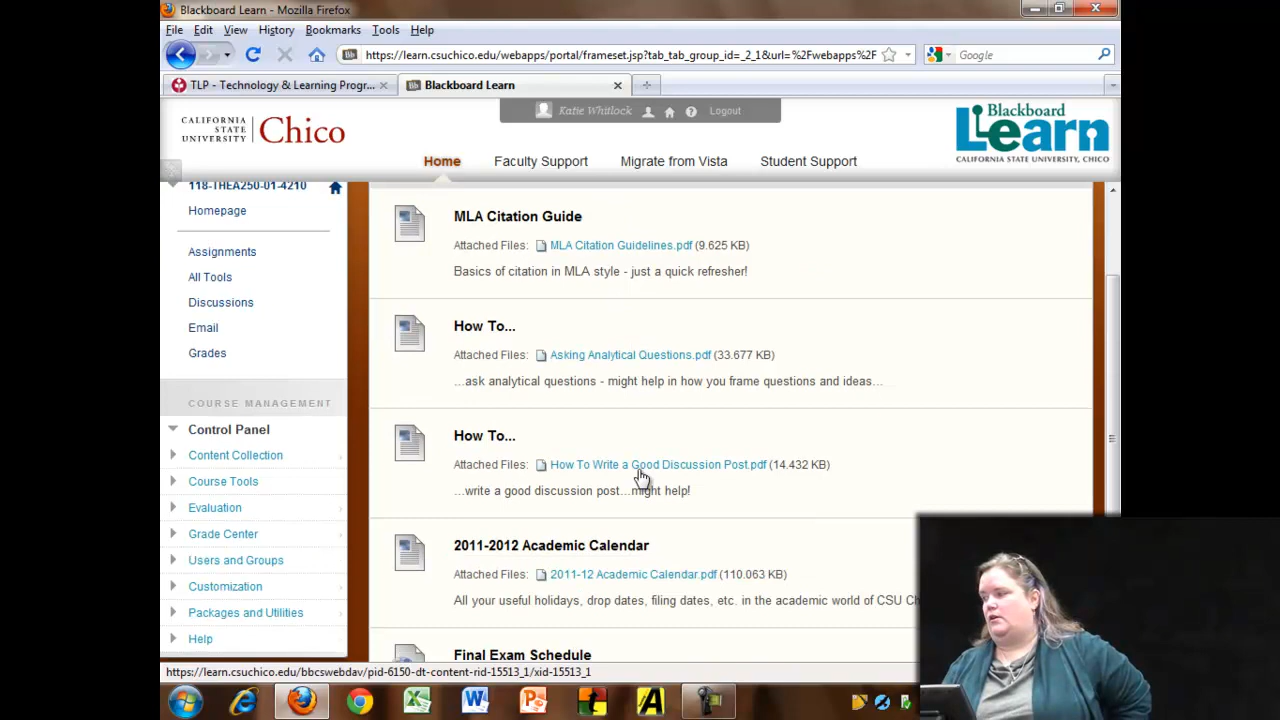 Blackboard Learn - Mozilla Firefox
File Edit View History Bookmarks Tools Help
https://learn.csuchico.edu/webapps/portal/frameset.jsp?tab_tab_group_id=_2_1&url=%2Fwebapps%2F
Google
TLP - Technology & Learning Progr...
Bb Blackboard Learn
Katie Whitlock
Logout
CALIFORNIA STATE UNIVERSITY, Chico
Blackboard
Learn
CALIFORNIA STATE UNIVERSITY, CHICO
Home Faculty Support Migrate from Vista Student Support
118-THEA250-01-4210
Homepage
Assignments
All Tools
Discussions
Email
Grades
COURSE MANAGEMENT
Control Panel
Content Collection
Course Tools
Evaluation
Grade Center
Users and Groups
Customization
Packages and Utilities
Help
MLA Citation Guide
Attached Files: MLA Citation Guidelines.pdf (9.625 KB)
Basics of citation in MLA style - just a quick refresher!
How To...
Attached Files: Asking Analytical Questions.pdf (33.677 KB)
...ask analytical questions - might help in how you frame questions and ideas...
How To...
Attached Files: How To Write a Good Discussion Post.pdf (14.432 KB)
...write a good discussion post...might help!
2011-2012 Academic Calendar
Attached Files: 2011-12 Academic Calendar.pdf (110.063 KB)
All your useful holidays, drop dates, filing dates, etc. in the academic world of CSU Ch
Final Exam Schedule
https://learn.csuchico.edu/bbcswebdav/pid-6150-dt-content-rid-15513_1/xid-15513_1